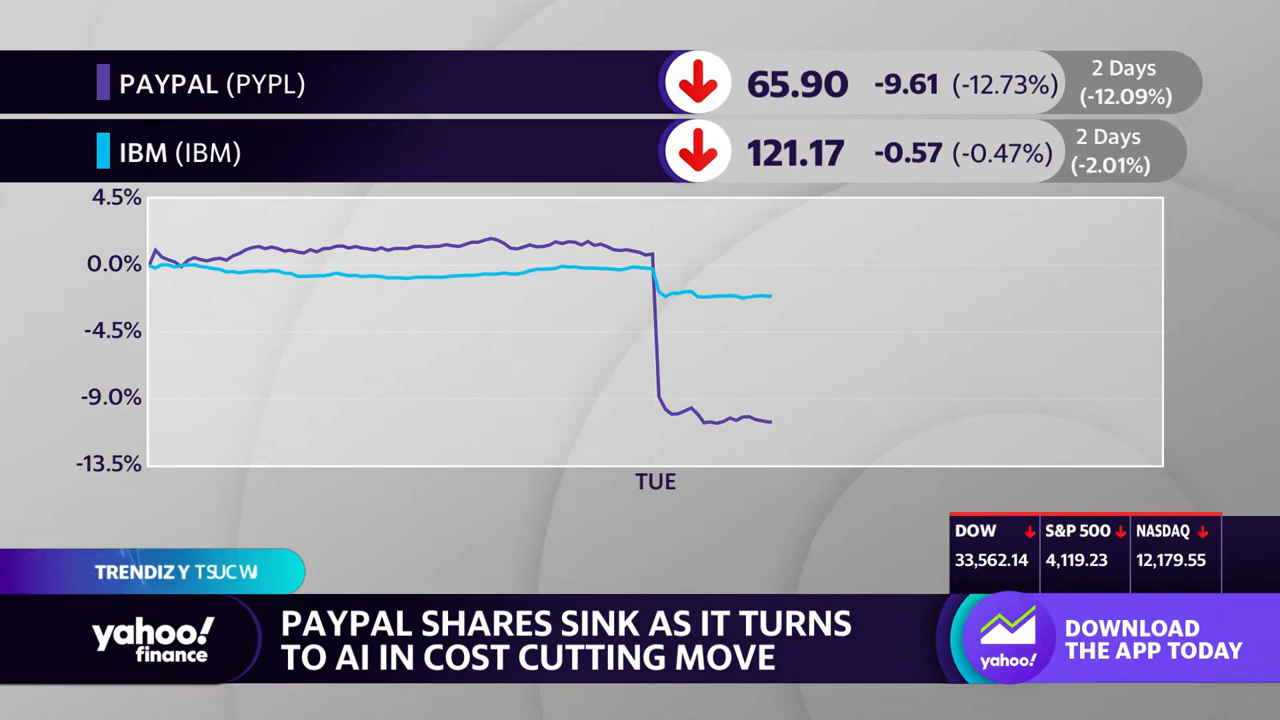 PAYPAL (PYPL) 65.90 -9.61 (-12.73%) 2 Days (-12.09%)
IBM (IBM) 121.17 -0.57 (-0.47%) 2 Days (-2.01%)
4.5%
0.0%
-4.5%
-9.0%
-13.5%
TUE
DOW S&P 500 NASDAQ
33,562.14 4,119.23 12,179.55
yahoo!
finance
PAYPAL SHARES SINK AS IT TURNS
TO AI IN COST CUTTING MOVE
yahoo!
DOWNLOAD
THE APP TODAY